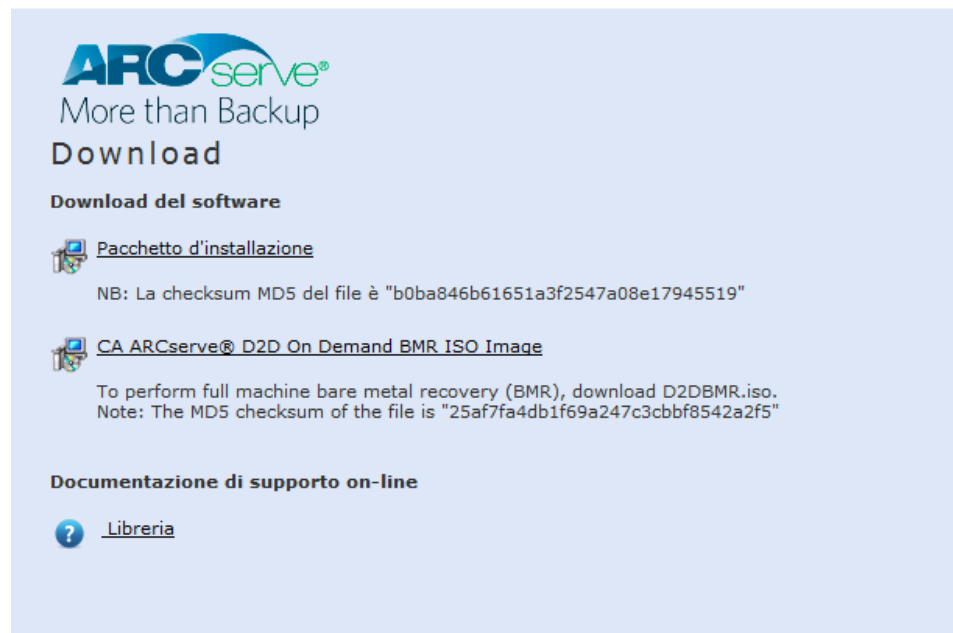 ARCserve®
More than Backup
Download
Download del software
Pacchetto d'installazione
NB: La checksum MD5 del file è "b0ba846b61651a3f2547a08e17945519"
CA ARCserve® D2D On Demand BMR ISO Image
To perform full machine bare metal recovery (BMR), download D2DBMR.iso.
Note: The MD5 checksum of the file is "25af7fa4db1f69a247c3cbbf8542a2f5"
Documentazione di supporto on-line
?
Libreria